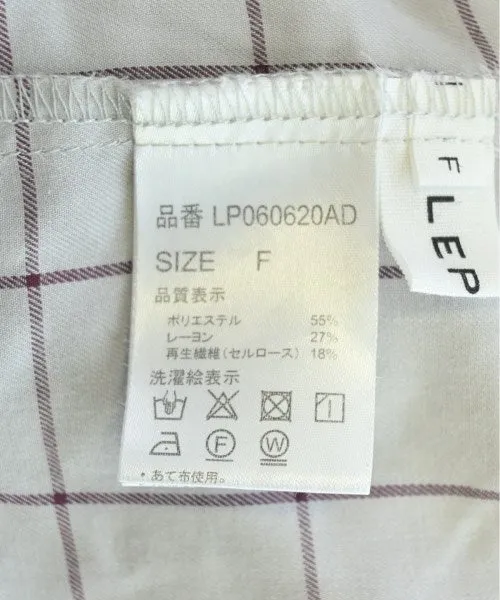 品番 LP060620AD
SIZE F
品質表示
ポリエステル 55%
レーヨン 27%
再生繊維(セルロース) 18%
洗濯絵表示
F W
・あて布使用。
F
LEP